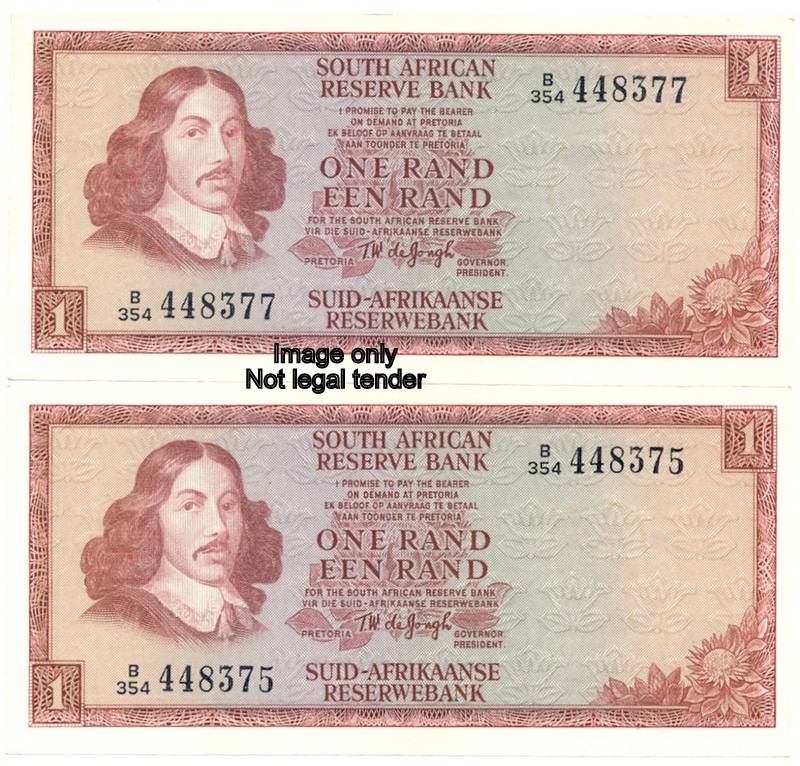 1
SOUTH AFRICAN
RESERVE BANK
B
354 448377
I PROMISE TO PAY THE BEARER
ON DEMAND AT PRETORIA
EK BELOOF OP AANVRAAG TE BETAAL
AAN TOONDER TE PRETORIA
ONE RAND
EEN RAND
FOR THE SOUTH AFRICAN RESERVE BANK
VIR DIE SUID-AFRIKAANSE RESERWEBANK
T.W. de Jongh
PRETORIA GOVERNOR
PRESIDENT.
B
354 448377
SUID-AFRIKAANSE
RESERWEBANK
1
Image only
Not legal tender
1
SOUTH AFRICAN
RESERVE BANK
B
354 448375
I PROMISE TO PAY THE BEARER
ON DEMAND AT PRETORIA
EK BELOOF OP AANVRAAG TE BETAAL
AAN TOONDER TE PRETORIA
ONE RAND
EEN RAND
FOR THE SOUTH AFRICAN RESERVE BANK
VIR DIE SUID-AFRIKAANSE RESERWEBANK
T.W. de Jongh
PRETORIA GOVERNOR
PRESIDENT.
B
354 448375
SUID-AFRIKAANSE
RESERWEBANK
1